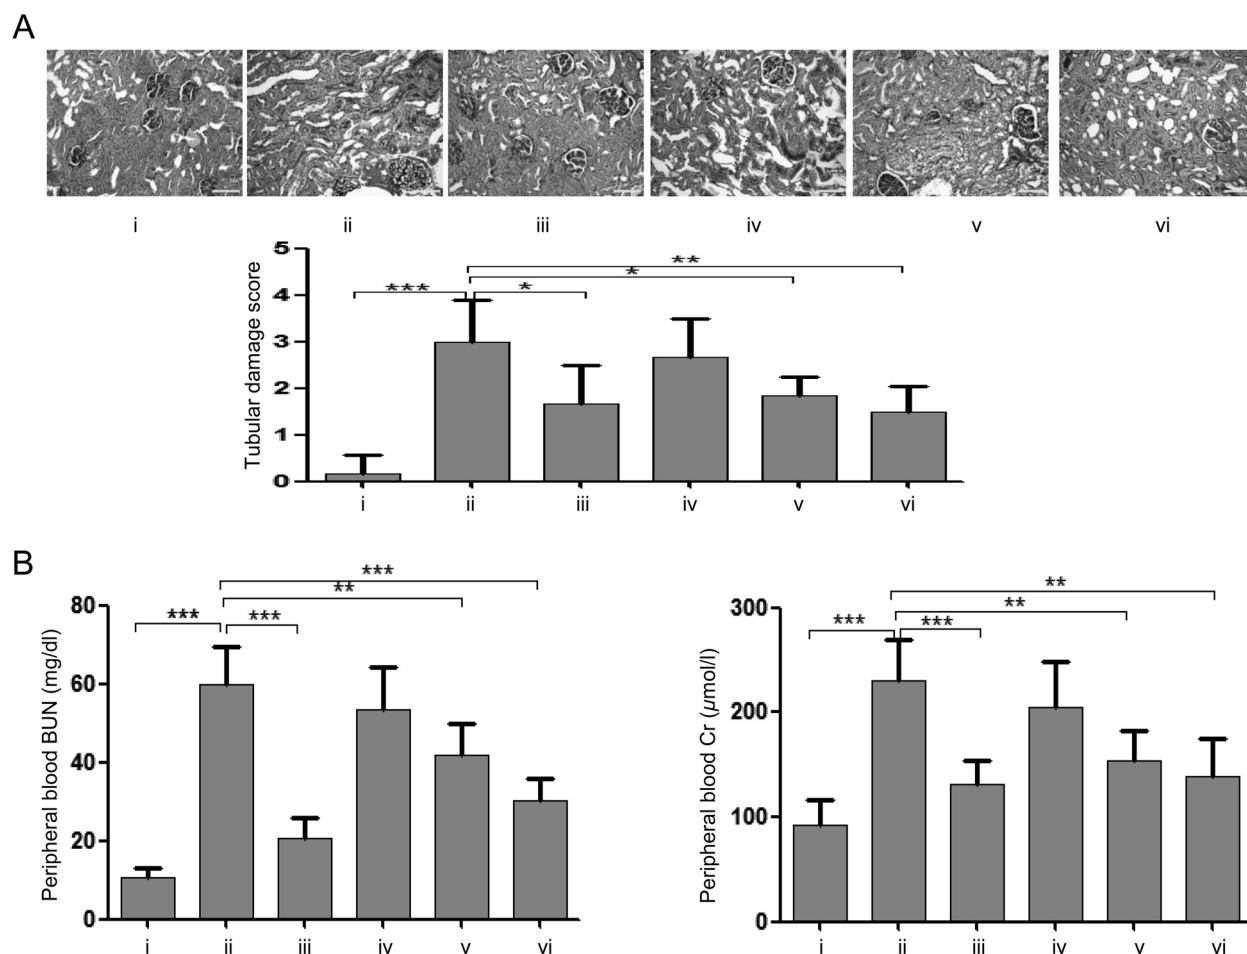 A
i ii iii iv v vi
Tubular damage score
5
4
3
2
1
0
*** * * **
i ii iii iv v vi
B
Peripheral blood BUN (mg/dl)
80
60
40
20
0
*** *** ** ***
i ii iii iv v vi
Peripheral blood Cr (µmol/l)
300
200
100
0
*** *** ** **
i ii iii iv v vi